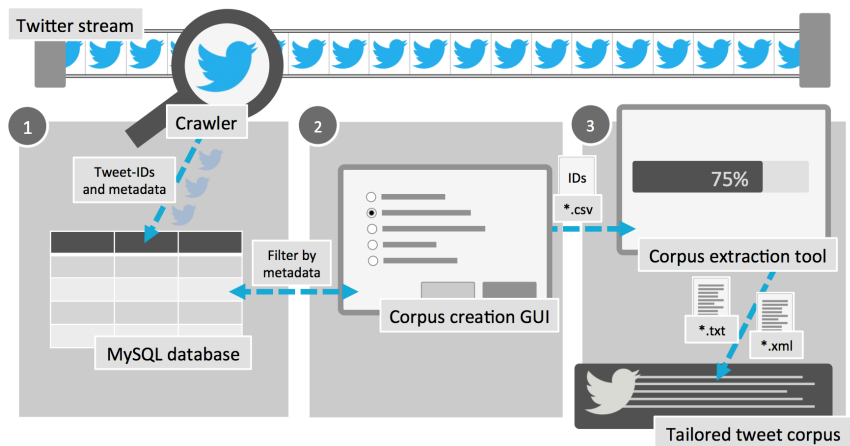 Twitter stream
Crawler
1
Tweet-IDs
and metadata
MySQL database
Filter by
metadata
2
Corpus creation GUI
IDs
*.csv
3
75%
Corpus extraction tool
*.txt
*.xml
Tailored tweet corpus